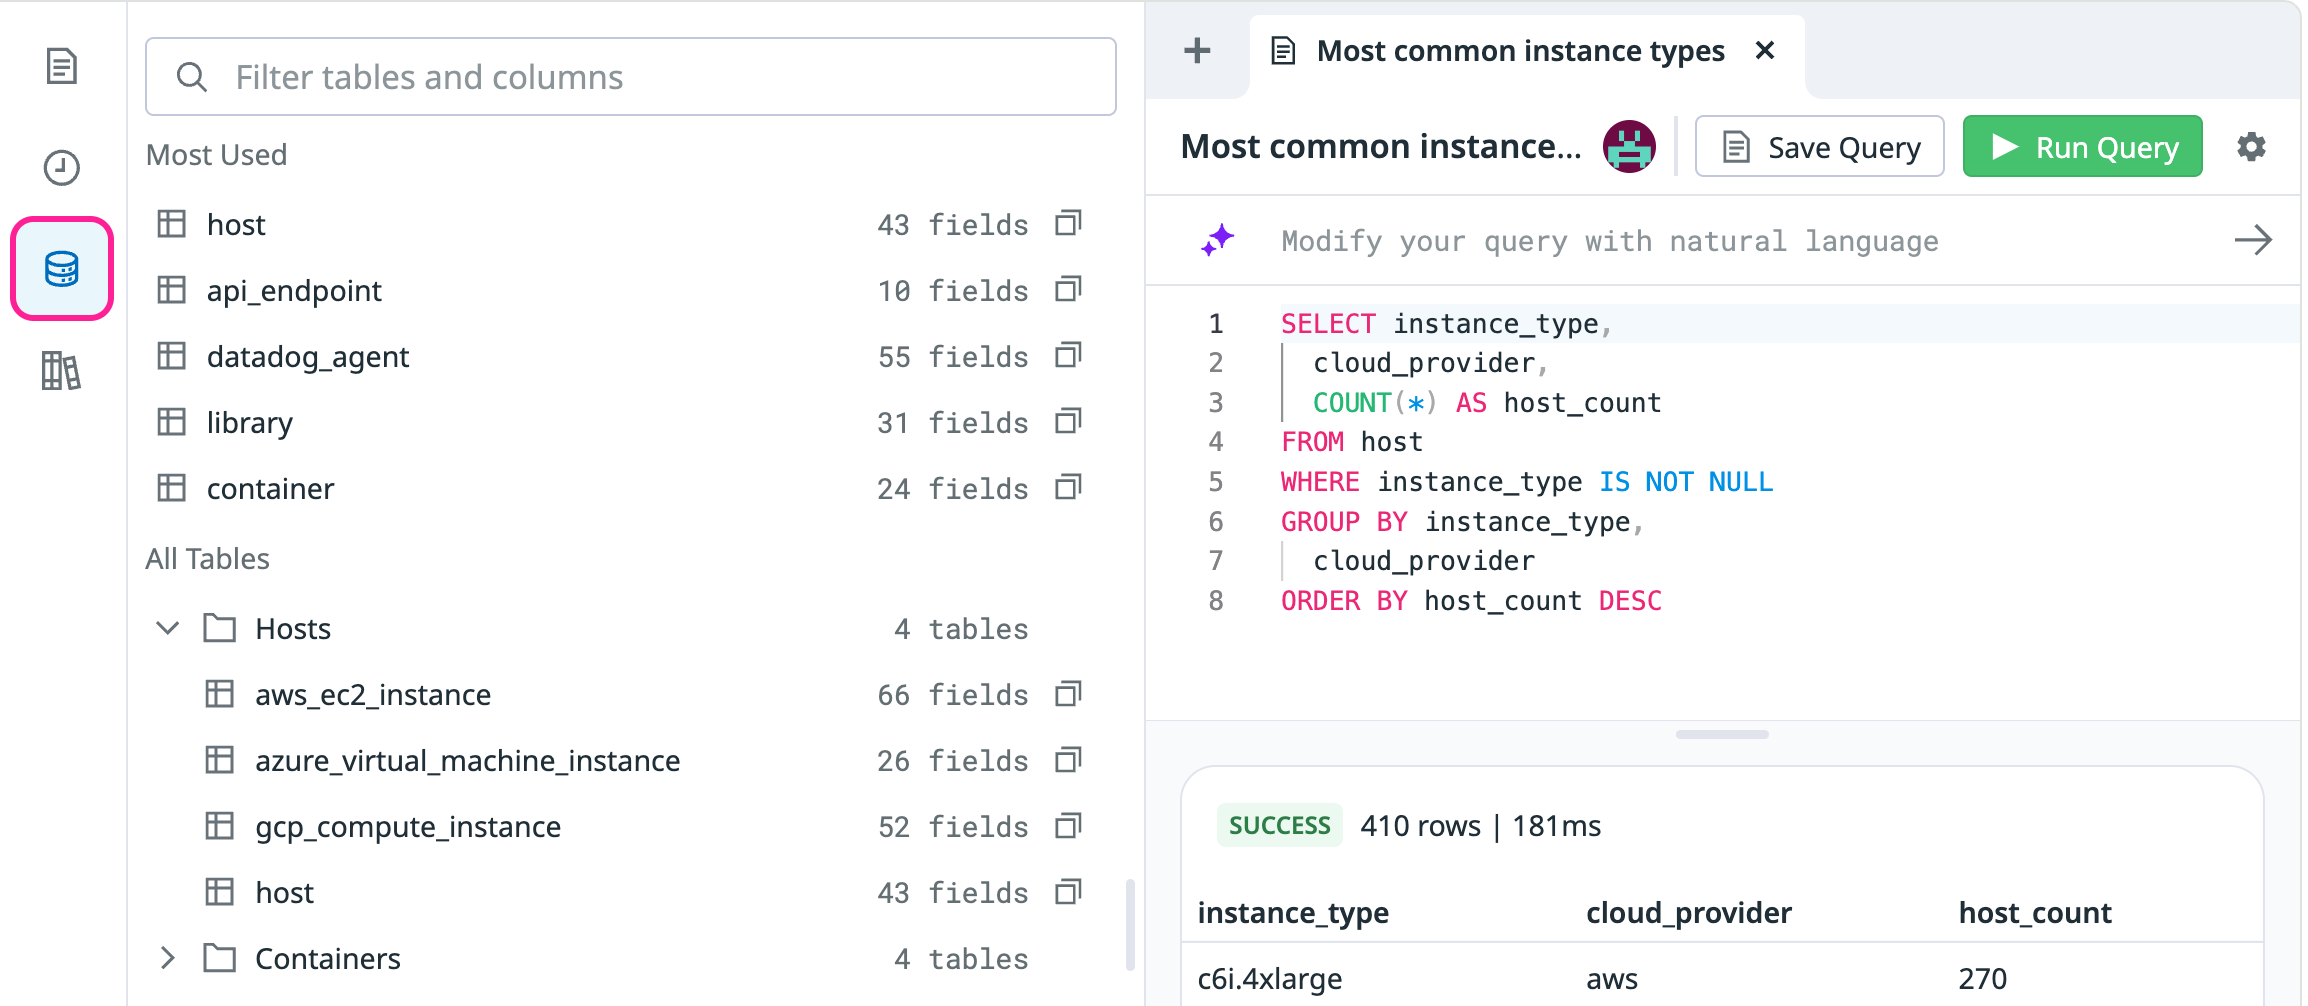 Filter tables and columns
Most Used
host 43 fields
api_endpoint 10 fields
datadog_agent 55 fields
library 31 fields
container 24 fields
All Tables
Hosts 4 tables
aws_ec2_instance 66 fields
azure_virtual_machine_instance 26 fields
gcp_compute_instance 52 fields
host 43 fields
Containers 4 tables
Most common instance types
Most common instance... Save Query Run Query
Modify your query with natural language
1 SELECT instance_type,
2 cloud_provider,
3 COUNT(*) AS host_count
4 FROM host
5 WHERE instance_type IS NOT NULL
6 GROUP BY instance_type,
7 cloud_provider
8 ORDER BY host_count DESC
SUCCESS 410 rows | 181ms
instance_type cloud_provider host_count
c6i.4xlarge aws 270